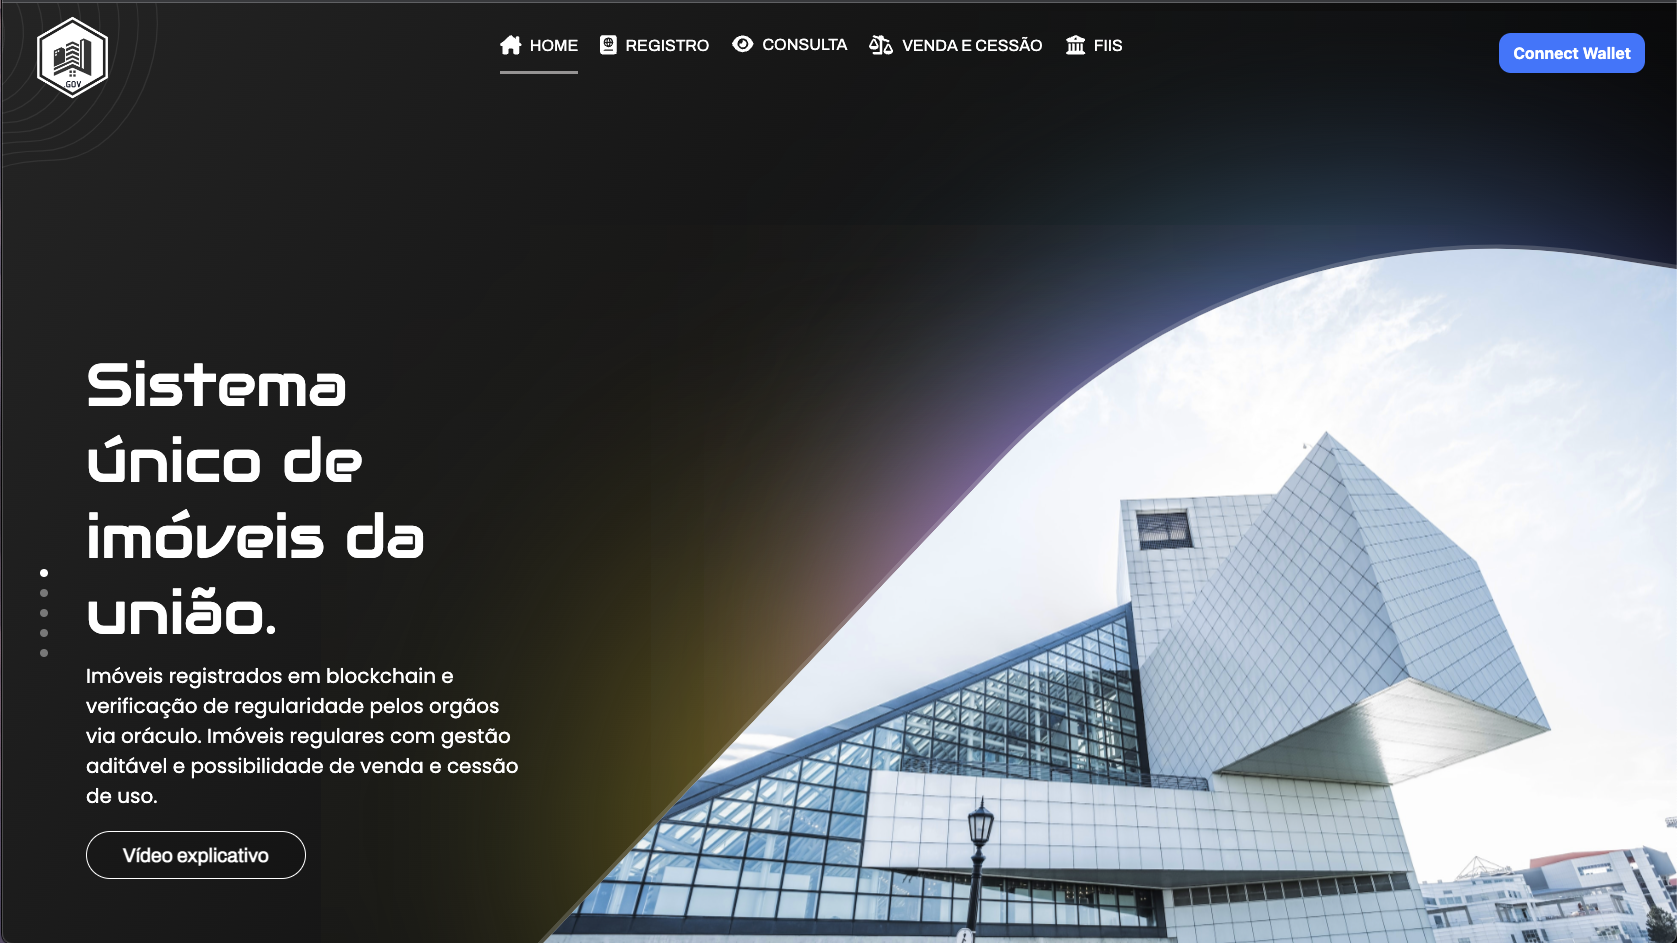 GOV
HOME
REGISTRO
CONSULTA
VENDA E CESSÃO
FIIS
Connect Wallet
Sistema
único de
imóveis da
união.
Imóveis registrados em blockchain e
verificação de regularidade pelos orgãos
via oráculo. Imóveis regulares com gestão
aditável e possibilidade de venda e cessão
de uso.
Vídeo explicativo